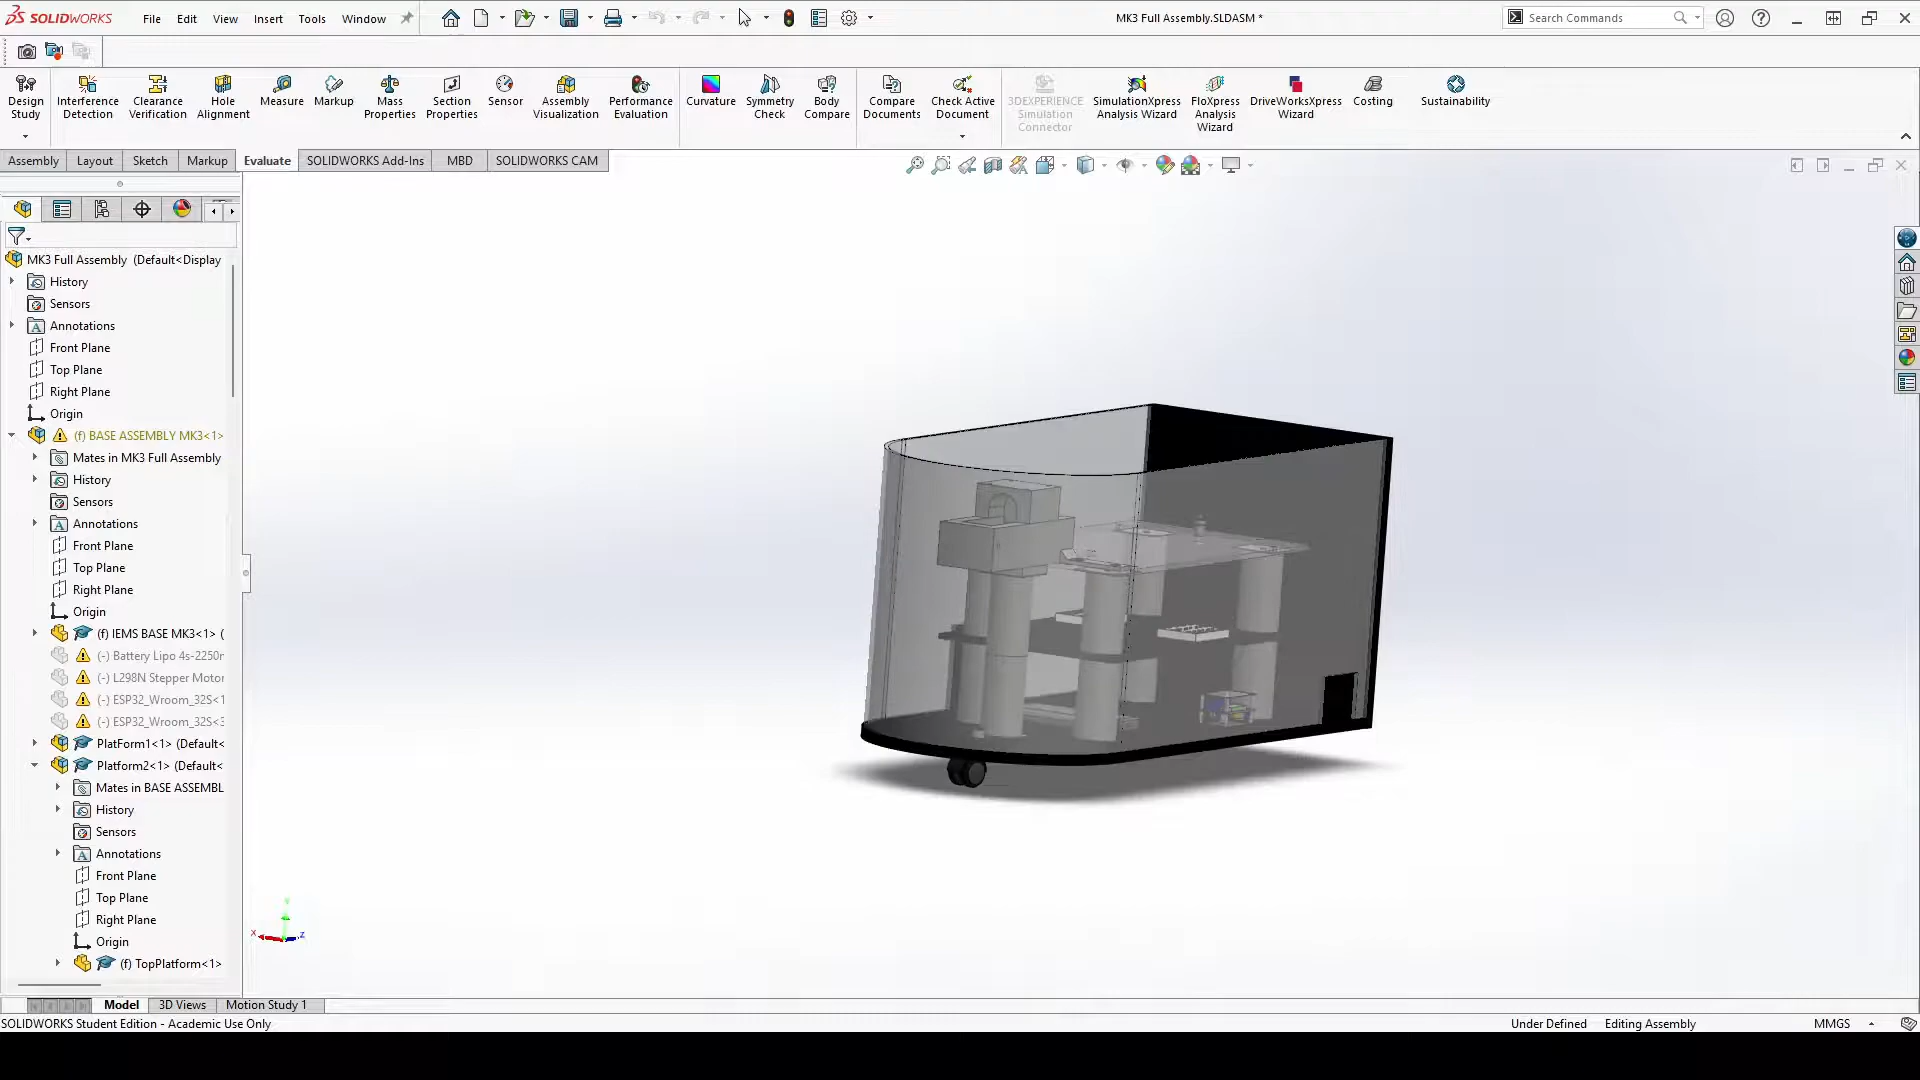 SOLIDWORKS File Edit View Insert Tools Window MK3 Full Assembly.SLDASM * Search Commands
Design Study
Interference Detection
Clearance Verification
Hole Alignment
Measure
Markup
Mass Properties
Section Properties
Sensor
Assembly Visualization
Performance Evaluation
Curvature
Symmetry Check
Body Compare
Compare Documents
Check Active Document
3DEXPERIENCE Simulation Connector
SimulationXpress Analysis Wizard
FloXpress Analysis Wizard
DriveWorksXpress Wizard
Costing
Sustainability
Assembly Layout Sketch Markup Evaluate SOLIDWORKS Add-Ins MBD SOLIDWORKS CAM
MK3 Full Assembly (Default<Display
History
Sensors
Annotations
Front Plane
Top Plane
Right Plane
Origin
(f) BASE ASSEMBLY MK3<1>
Mates in MK3 Full Assembly
History
Sensors
Annotations
Front Plane
Top Plane
Right Plane
Origin
(f) IEMS BASE MK3<1> (
(-) Battery Lipo 4s-2250
(-) L298N Stepper Motor
(-) ESP32_Wroom_32S<1
(-) ESP32_Wroom_32S<3
PlatForm1<1> (Default<
Platform2<1> (Default<
Mates in BASE ASSEMBL
History
Sensors
Annotations
Front Plane
Top Plane
Right Plane
Origin
(f) TopPlatform<1>
Y
X
Z
Model 3D Views Motion Study 1
SOLIDWORKS Student Edition - Academic Use Only Under Defined Editing Assembly MMGS